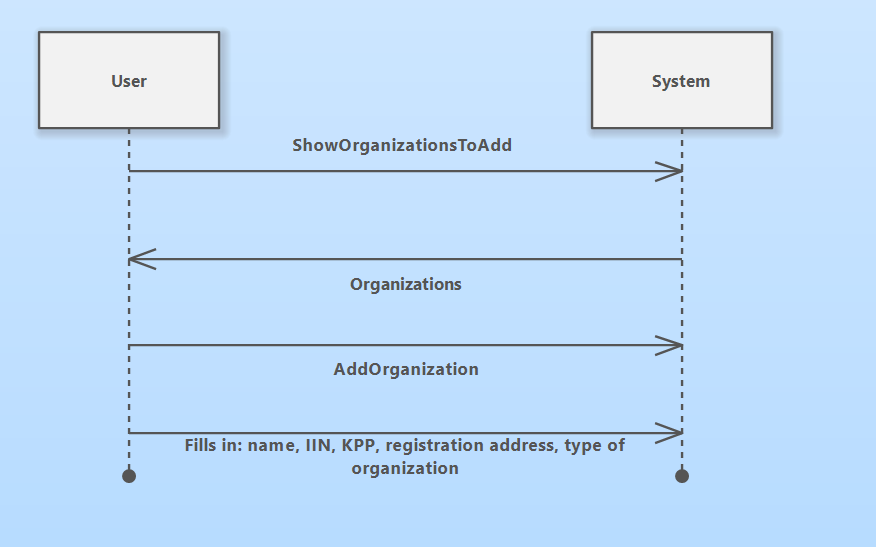 User
System
ShowOrganizationsToAdd
Organizations
AddOrganization
Fills in: name, IIN, KPP, registration address, type of
organization